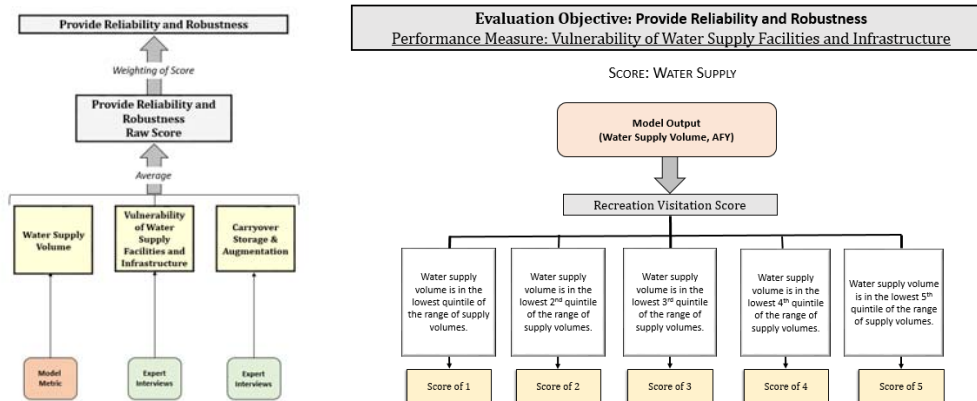 Provide Reliability and Robustness
Weighting of Score
Provide Reliability and
Robustness
Raw Score
Average
Water Supply
Volume
Vulnerability
of Water
Supply
Facilities and
Infrastructure
Carryover
Storage &
Augmentation
Model
Metric
Expert
Interviews
Expert
Interviews
Evaluation Objective: Provide Reliability and Robustness
Performance Measure: Vulnerability of Water Supply Facilities and Infrastructure
SCORE: WATER SUPPLY
Model Output
(Water Supply Volume, AFY)
Recreation Visitation Score
Water supply
volume is in the
lowest quintile of
the range of supply
volumes.
Water supply
volume is in the
lowest 2nd quintile
of the range of
supply volumes.
Water supply
volume is in the
lowest 3rd quintile
of the range of
supply volumes.
Water supply
volume is in the
lowest 4th quintile
of the range of
supply volumes.
Water supply volume
is in the lowest 5th
quintile of the range
of supply volumes.
Score of 1
Score of 2
Score of 3
Score of 4
Score of 5